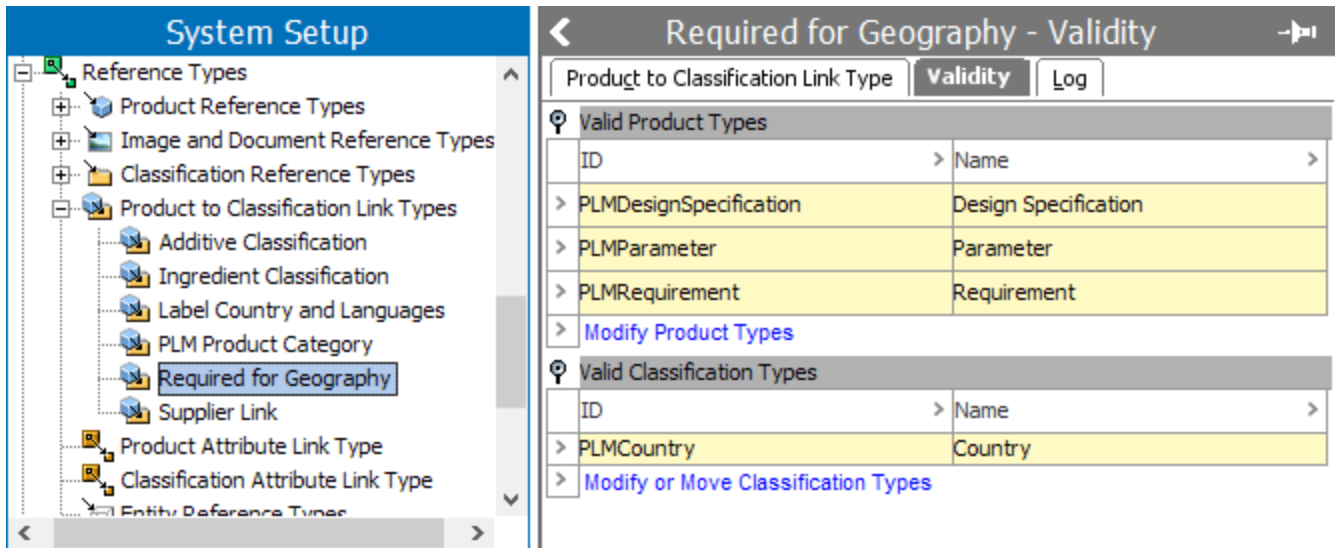 System Setup
Reference Types
Product Reference Types
Image and Document Reference Types
Classification Reference Types
Product to Classification Link Types
Additive Classification
Ingredient Classification
Label Country and Languages
PLM Product Category
Required for Geography
Supplier Link
Product Attribute Link Type
Classification Attribute Link Type
Entity Reference Types
Required for Geography - Validity
Product to Classification Link Type Validity Log
Valid Product Types
ID > Name >
> PLMDesignSpecification Design Specification
> PLMParameter Parameter
> PLMRequirement Requirement
> Modify Product Types
Valid Classification Types
ID > Name >
> PLMCountry Country
> Modify or Move Classification Types